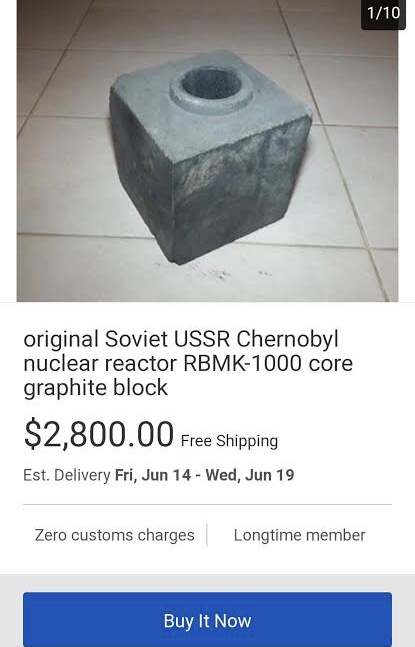 1/10
original Soviet USSR Chernobyl
nuclear reactor RBMK-1000 core
graphite block
$2,800.00 Free Shipping
Est. Delivery Fri, Jun 14 - Wed, Jun 19
Zero customs charges
Longtime member
Buy It Now